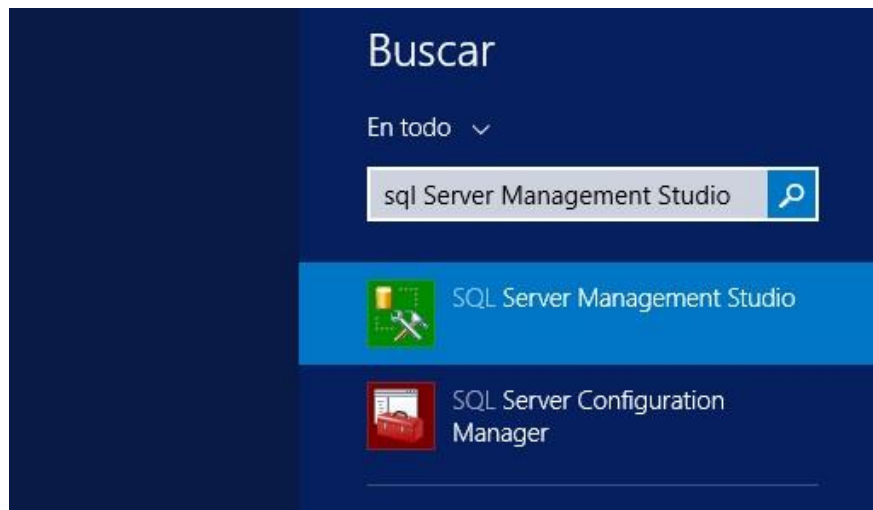 Buscar
En todo
sql Server Management Studio
SQL Server Management Studio
SQL Server Configuration
Manager